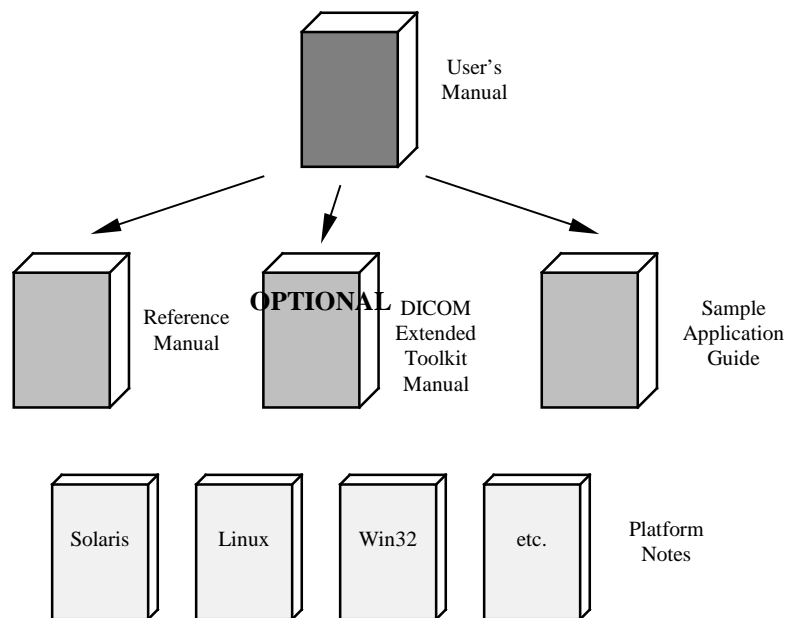 User’s
Manual
Reference
Manual
OPTIONAL
DICOM
Extended
Toolkit
Manual
Sample
Application
Guide
Solaris
Linux
Win32
etc.
Platform
Notes